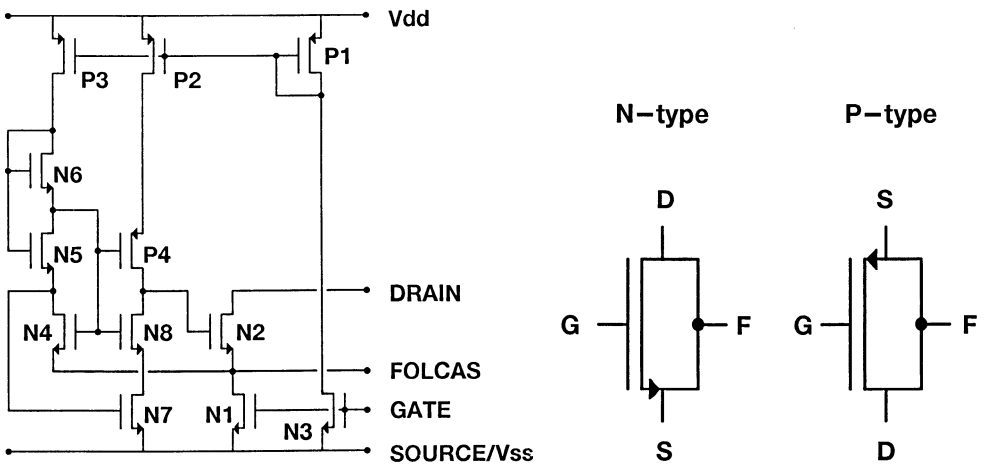 Vdd
P3
P2
P1
N-type
P-type
N6
D
S
N5
P4
DRAIN
G
F
G
F
N4
N8
N2
FOLCAS
N7
N1
N3
GATE
SOURCE/Vss
S
D